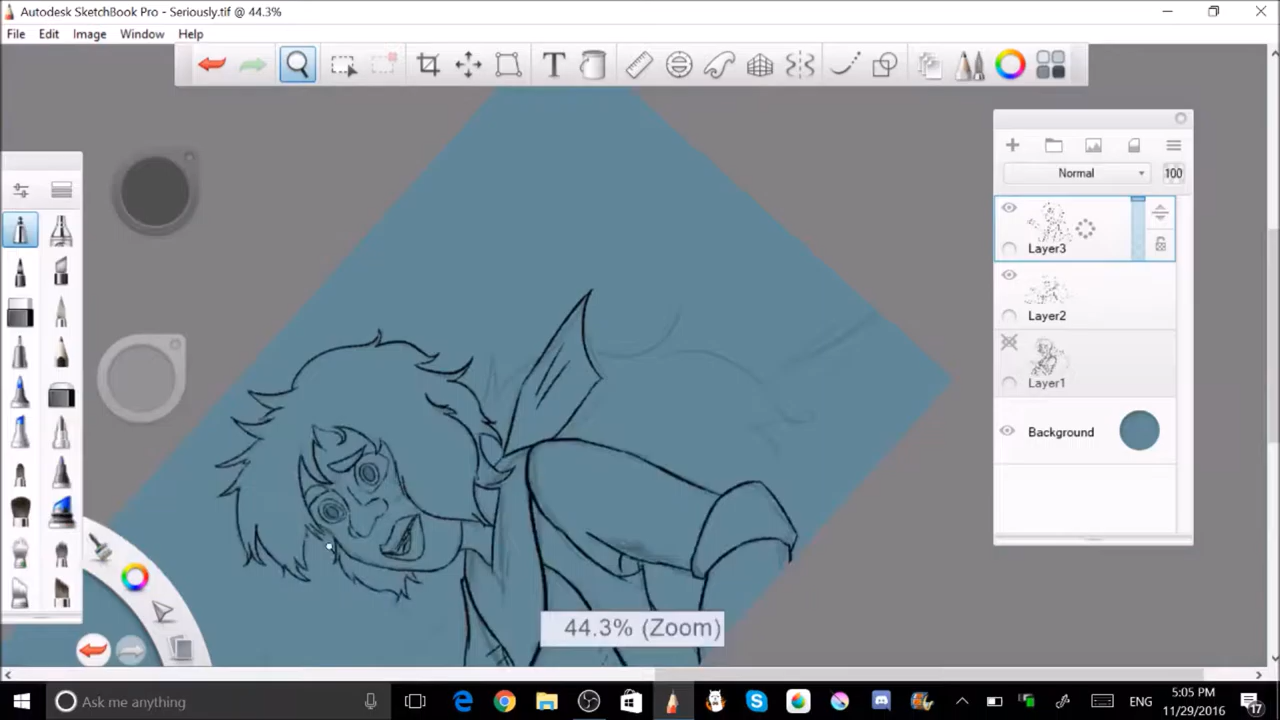 Autodesk SketchBook Pro - Seriously.tif @ 44.3%
File Edit Image Window Help
Normal 100
Layer3
Layer2
Layer1
Background
44.3% (Zoom)
Ask me anything
ENG
5:05 PM
11/29/2016
17